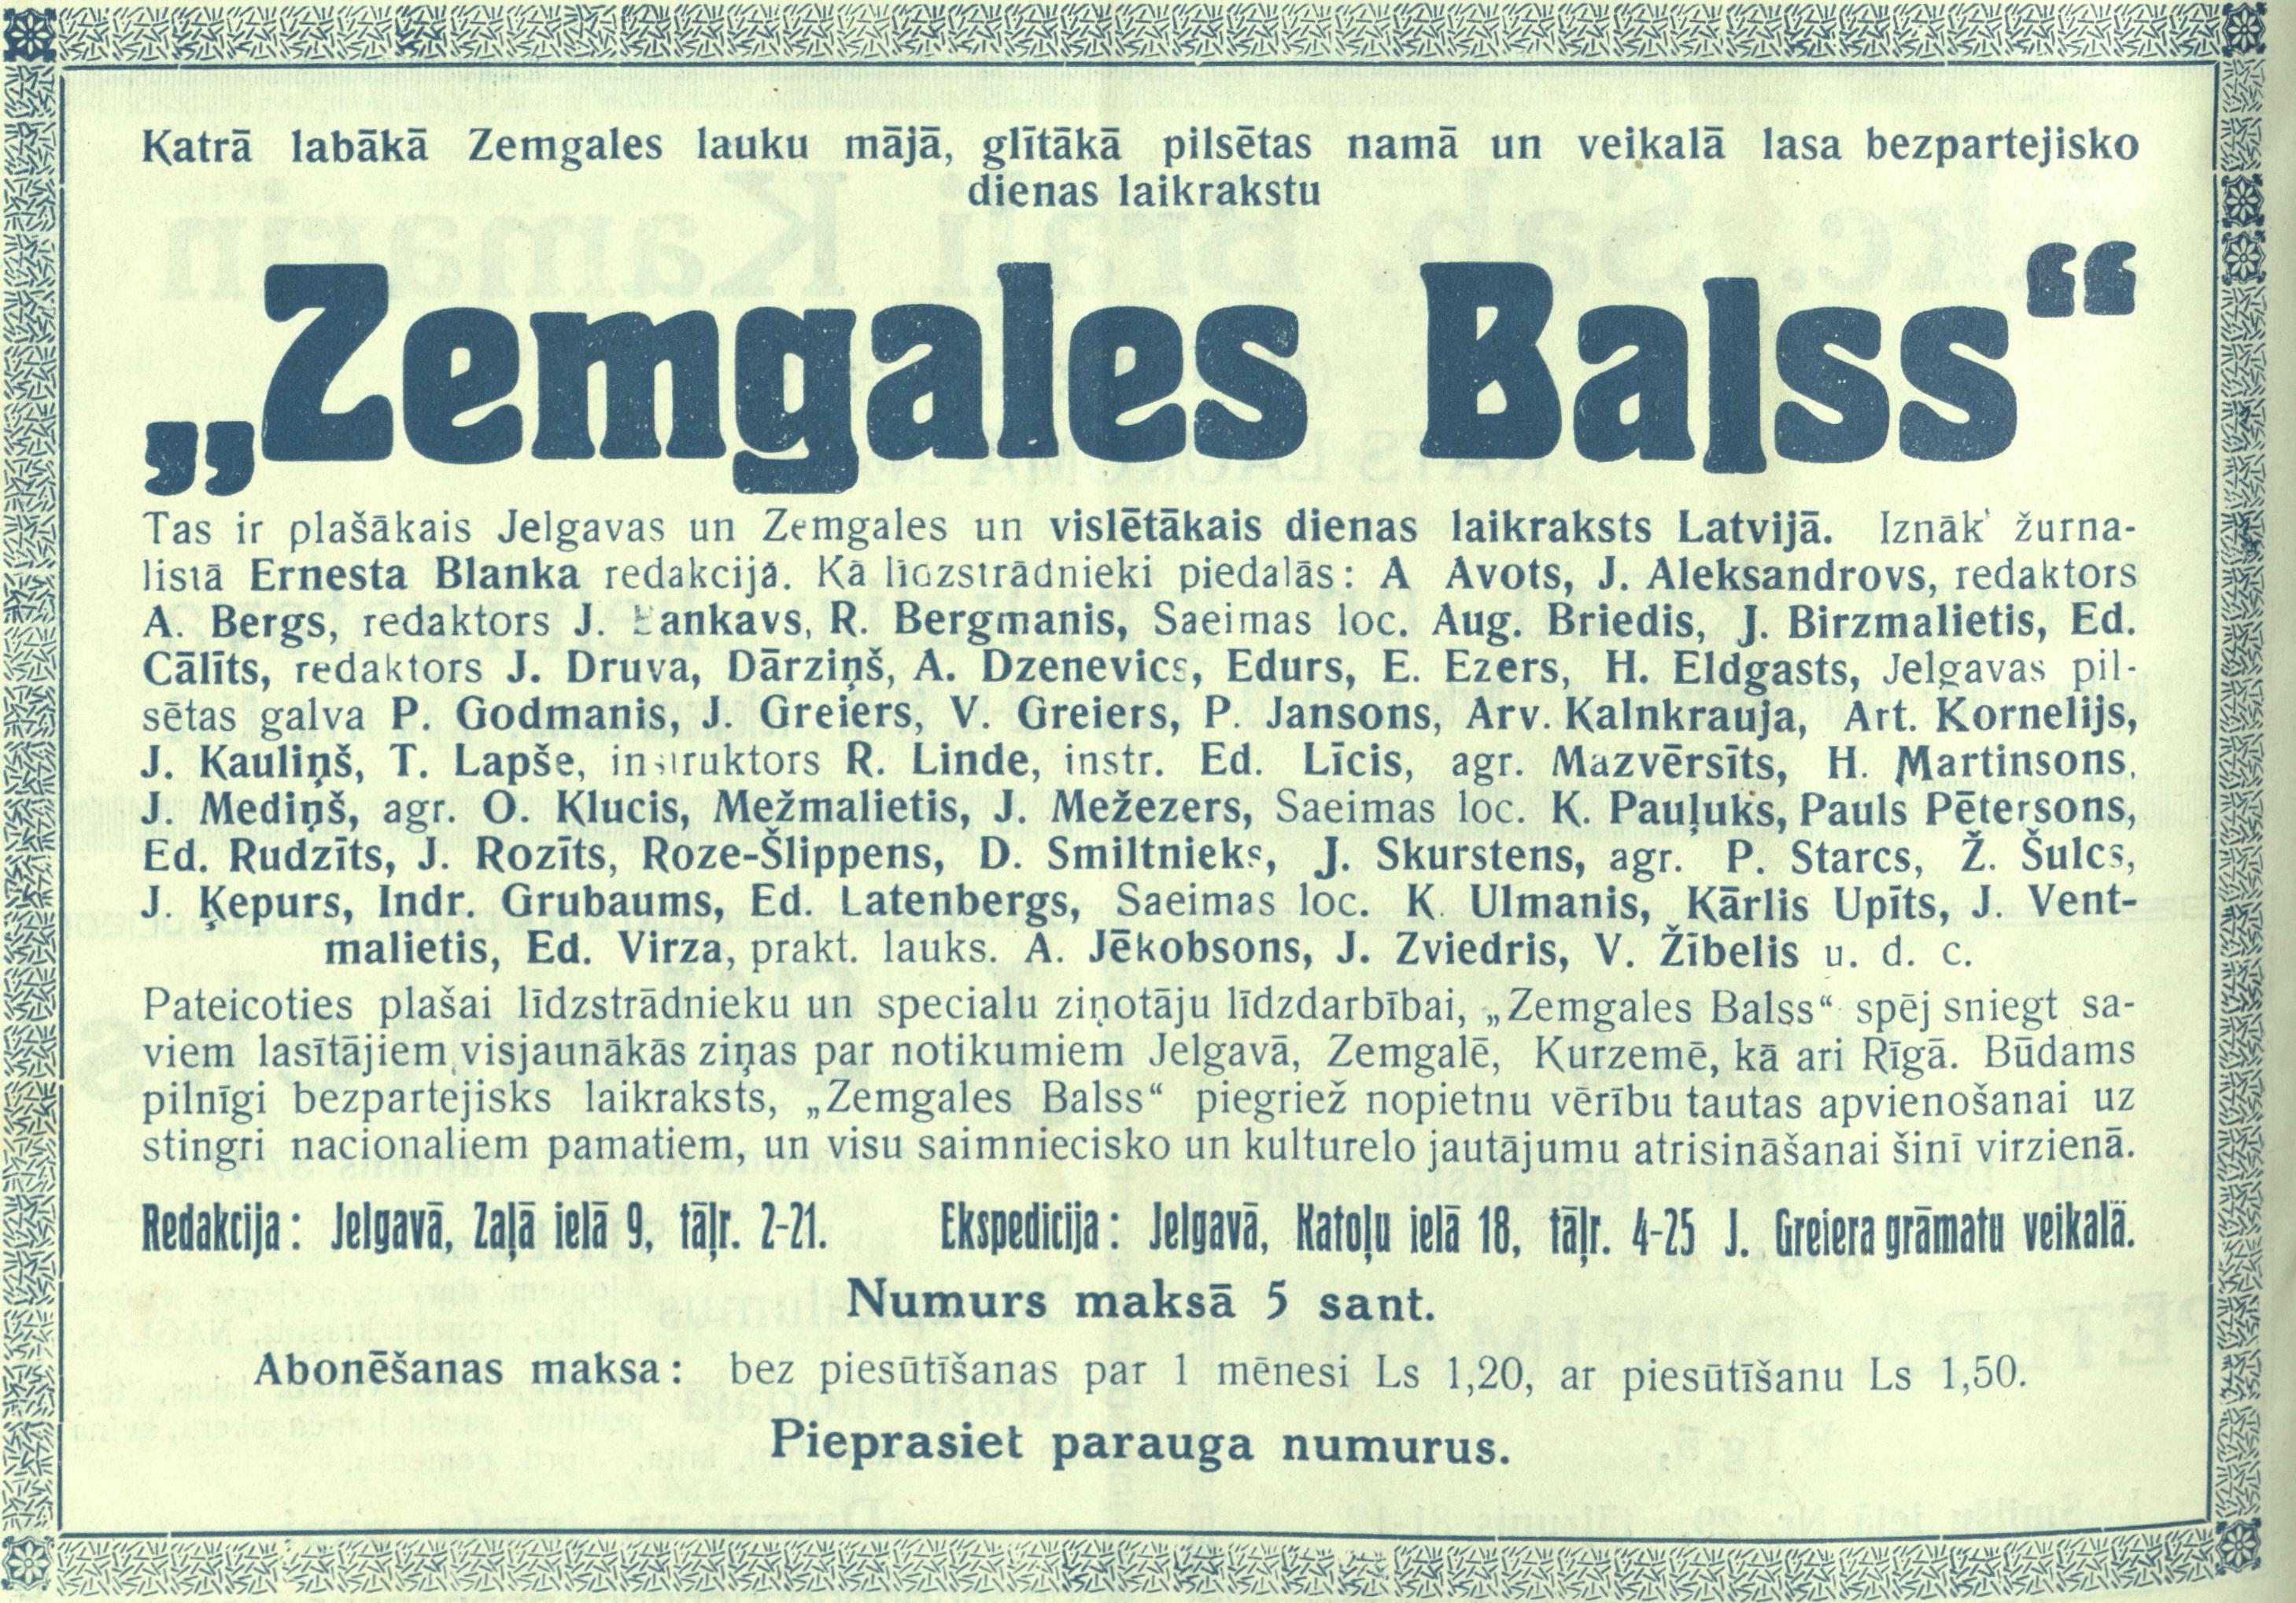 Katrā labākā Zemgales lauku mājā, glītākā pilsētas namā un veikalā lasa bezpartejisko
dienas laikrakstu
„Zemgales Balss“
Tas ir plašākais Jelgavas un Zemgales un vislētākais dienas laikraksts Latvijā. Iznāk žurna-
listā Ernesta Blanka redakcijā. Kā līdzstrādnieki piedalās: A Avots, J. Aleksandrovs, redaktors
A. Bergs, redaktors J. Bankavs, R. Bergmanis, Saeimas loc. Aug. Briedis, J. Birzmalietis, Ed.
Cālīts, redaktors J. Druva, Dārziņš, A. Dzenevics, Edurs, E. Ezers, H. Eldgasts, Jelgavas pil-
sētas galva P. Godmanis, J. Greiers, V. Greiers, P. Jansons, Arv. Kalnkrauja, Art. Kornelijs,
J. Kauliņš, T. Lapše, instruktors R. Linde, instr. Ed. Līcis, agr. Mazvērsīts, H. Martinsons,
J. Mediņš, agr. O. Klucis, Mežmalietis, J. Mežezers, Saeimas loc. K. Pauļuks, Pauls Pētersons,
Ed. Rudzīts, J. Rozīts, Roze-Šlippens, D. Smiltnieks, J. Skurstens, agr. P. Starcs, Ž. Šulcs,
J. Ķepurs, Indr. Grubaums, Ed. Latenbergs, Saeimas loc. K. Ulmanis, Kārlis Upīts, J. Vent-
malietis, Ed. Virza, prakt. lauks. A. Jēkobsons, J. Zviedris, V. Žībelis u. d. c.
Pateicoties plašai līdzstrādnieku un specialu ziņotāju līdzdarbībai, „Zemgales Balss“ spēj sniegt sa-
viem lasītājiem visjaunākās ziņas par notikumiem Jelgavā, Zemgalē, Kurzemē, kā ari Rīgā. Būdams
pilnīgi bezpartejisks laikraksts, „Zemgales Balss“ piegriež nopietnu vērību tautas apvienošanai uz
stingri nacionaliem pamatiem, un visu saimniecisko un kulturelo jautājumu atrisināšanai šinī virzienā.
Redakcija: Jelgavā, Zaļā ielā 9, tāļr. 2-21. Ekspedicija: Jelgavā, Katoļu ielā 18, tāļr. 4-25 J. Greiera grāmatu veikalā.
Numurs maksā 5 sant.
Abonēšanas maksa: bez piesūtīšanas par 1 mēnesi Ls 1,20, ar piesūtīšanu Ls 1,50.
Pieprasiet parauga numurus.